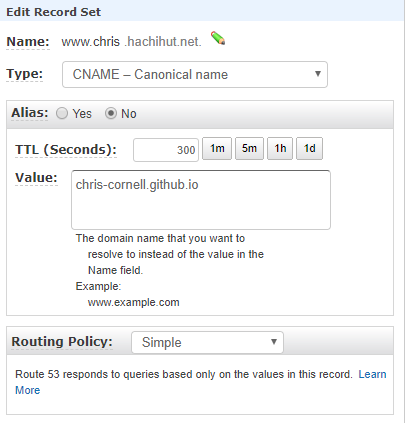 Edit Record Set
Name: www.chris .hachihut.net.
Type: CNAME – Canonical name
Alias: Yes No
TTL (Seconds): 300 1m 5m 1h 1d
Value: chris-cornell.github.io
The domain name that you want to
resolve to instead of the value in the
Name field.
Example:
www.example.com
Routing Policy: Simple
Route 53 responds to queries based only on the values in this record. Learn
More